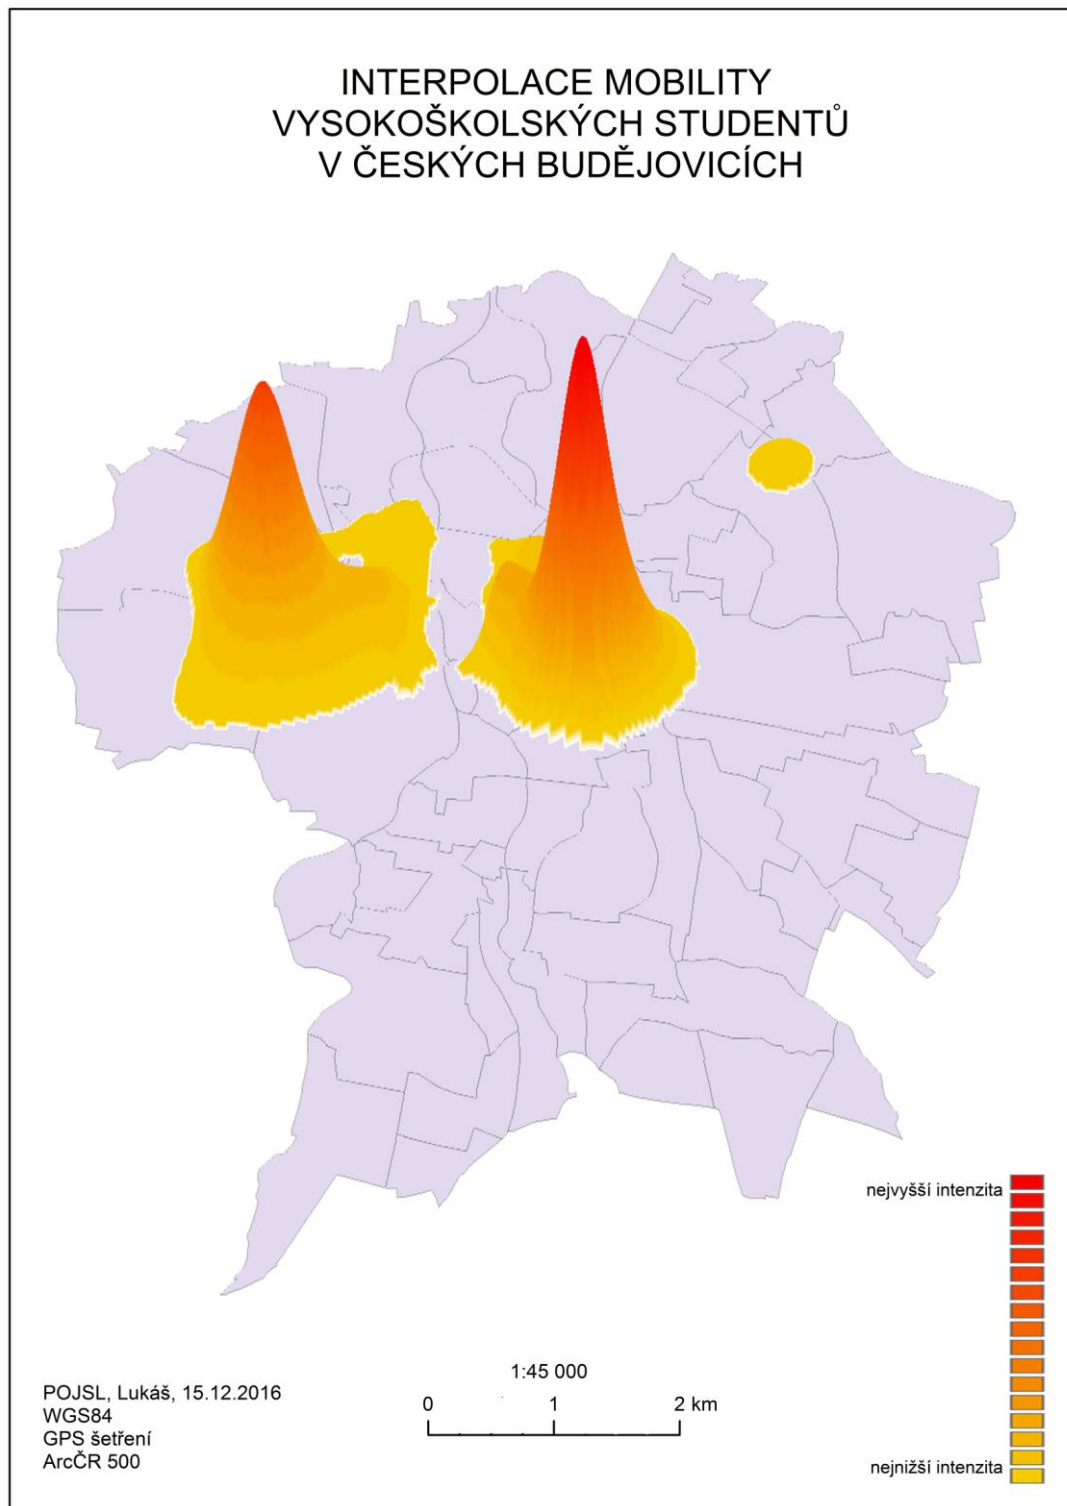 INTERPOLACE MOBILITY
VYSOKOŠKOLSKÝCH STUDENTŮ
V ČESKÝCH BUDĚJOVICÍCH
nejvyšší intenzita
nejnižší intenzita
1:45 000
0 1 2 km
POJSL, Lukáš, 15.12.2016
WGS84
GPS šetření
ArcČR 500